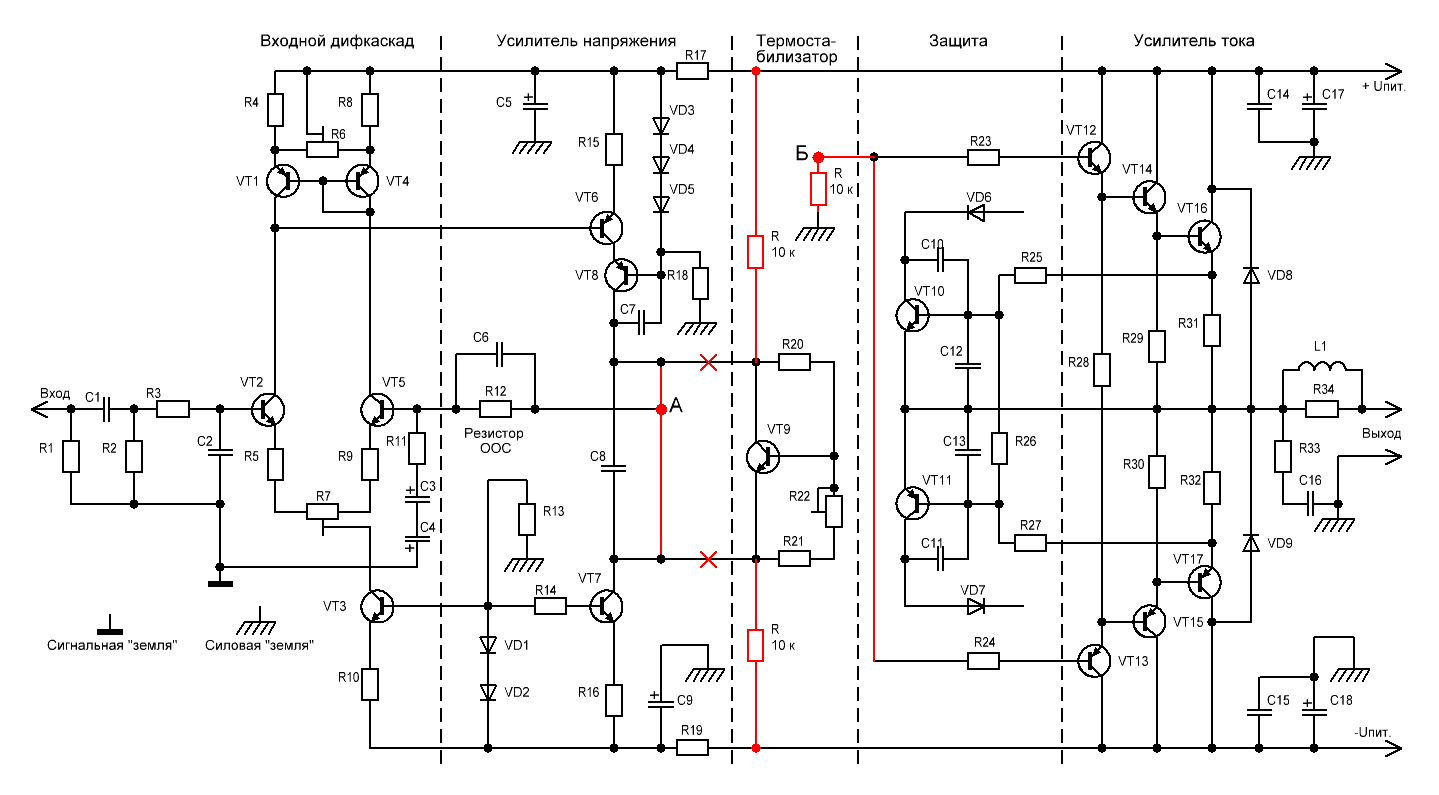 Входной дифкаскад
Усилитель напряжения
Термоста-
билизатор
Защита
Усилитель тока
R17
+ Uпит.
R4
R8
R6
C5
+
R15
VD3
VD4
VD5
C14
+
C17
VT12
Б
R23
R
10 к
VT1
VT4
VT6
VT14
VD6
VT16
VT8
R18
R
10 к
C10
R25
VD8
C7
VT10
C6
R20
C12
R28
R29
R31
L1
Вход
C1
R3
VT2
VT5
R12
А
R34
Резистор
ООС
R1
R2
C2
R5
R9
R11
C8
VT9
C13
R26
R30
R32
R33
Выход
R7
+
C3
C4
+
R13
R22
VT11
C16
R21
C11
R27
VD9
VT3
R14
VT7
VD7
VT17
VT15
Сигнальная "земля"
Силовая "земля"
VD1
VD2
R
10 к
R24
VT13
R10
R16
+
C9
C15
+
C18
R19
-Uпит.